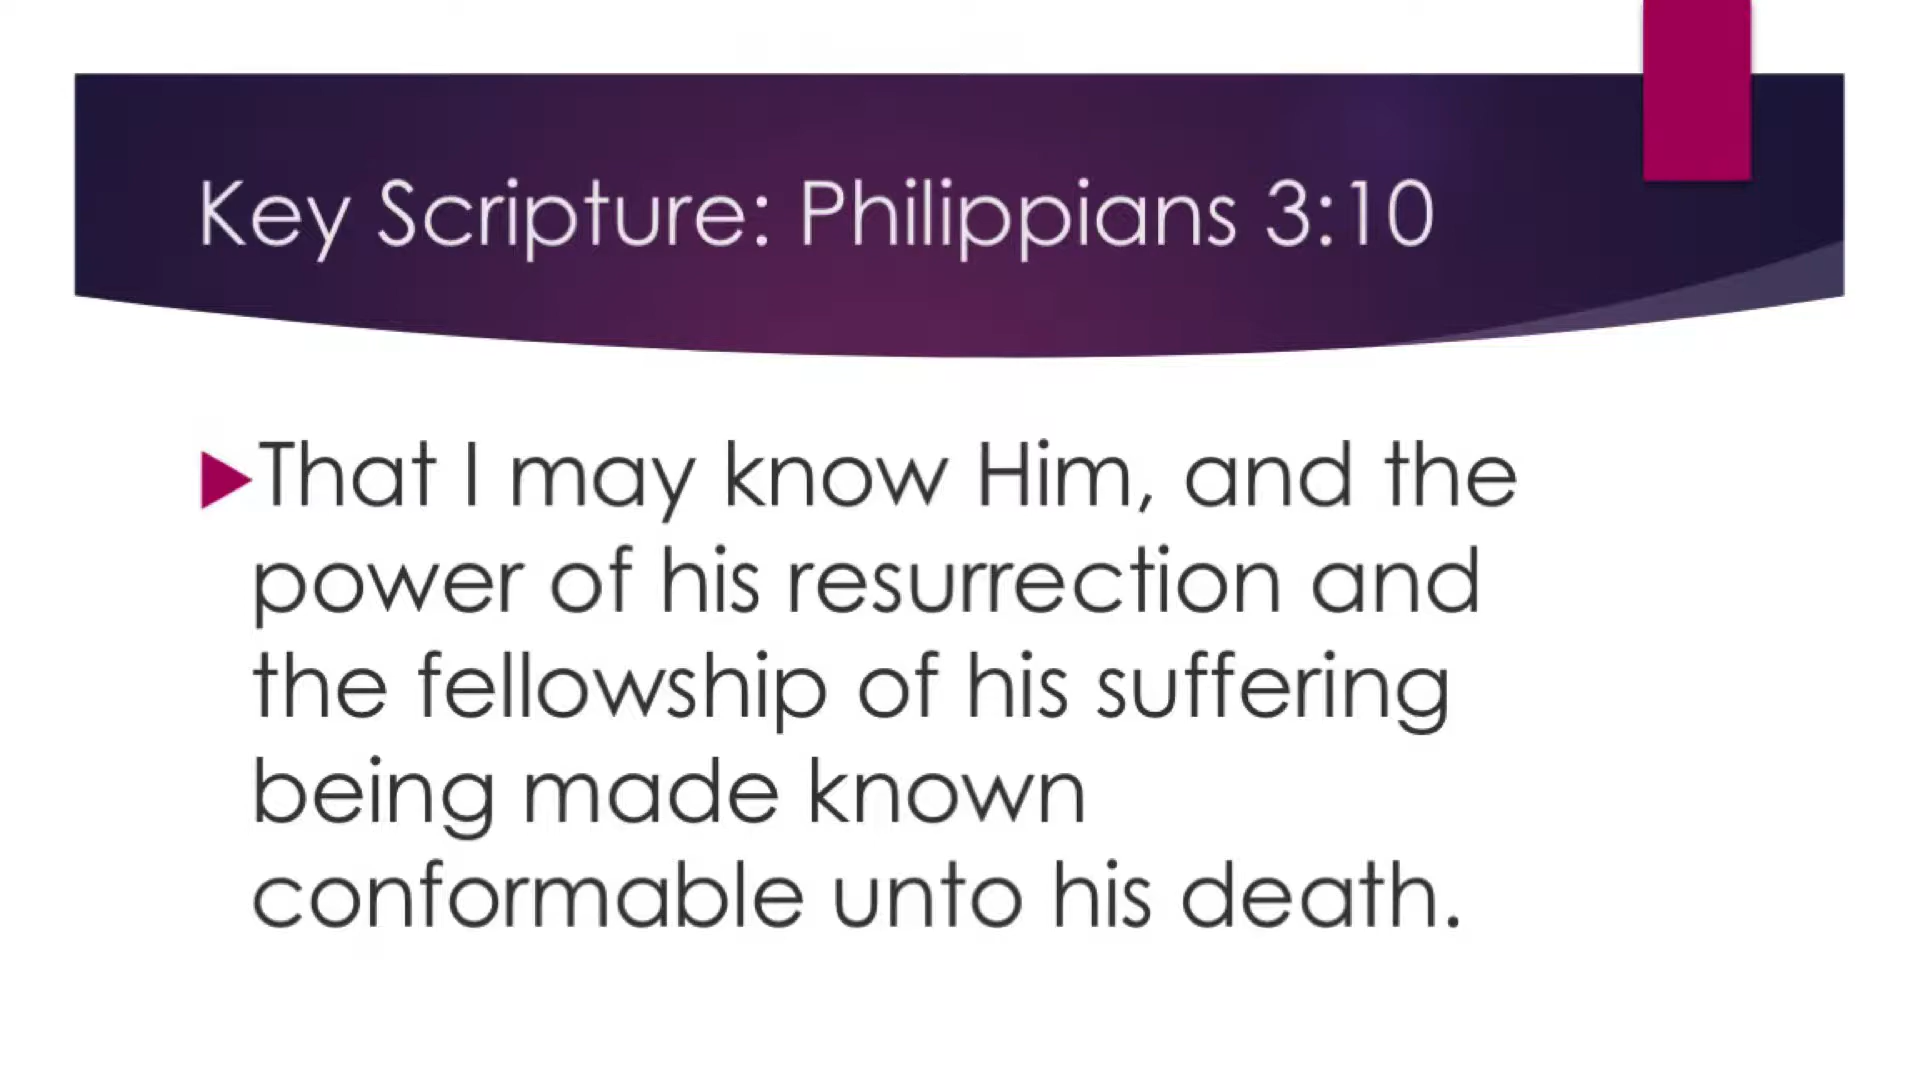 Key Scripture: Philippians 3:10
That I may know Him, and the
power of his resurrection and
the fellowship of his suffering
being made known
conformable unto his death.